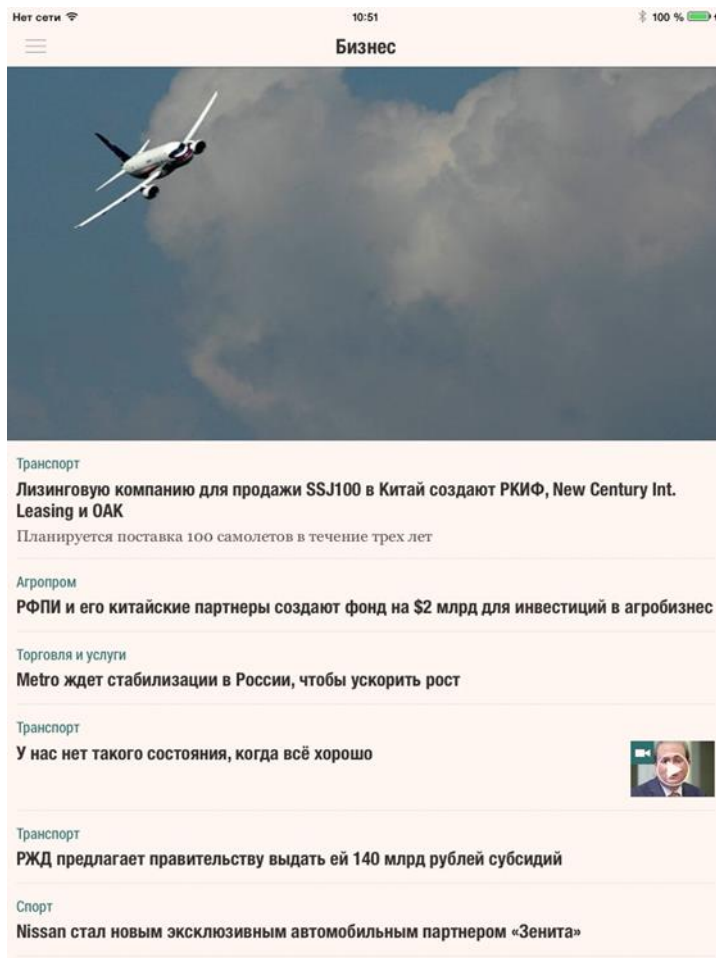 Нет сети 10:51 100 %
Бизнес
Транспорт
Лизинговую компанию для продажи SSJ100 в Китай создают РКИФ, New Century Int.
Leasing и ОАК
Планируется поставка 100 самолетов в течение трех лет
Агропром
РФПИ и его китайские партнеры создают фонд на $2 млрд для инвестиций в агробизнес
Торговля и услуги
Metro ждет стабилизации в России, чтобы ускорить рост
Транспорт
У нас нет такого состояния, когда всё хорошо
Транспорт
РЖД предлагает правительству выдать ей 140 млрд рублей субсидий
Спорт
Nissan стал новым эксклюзивным автомобильным партнером «Зенита»